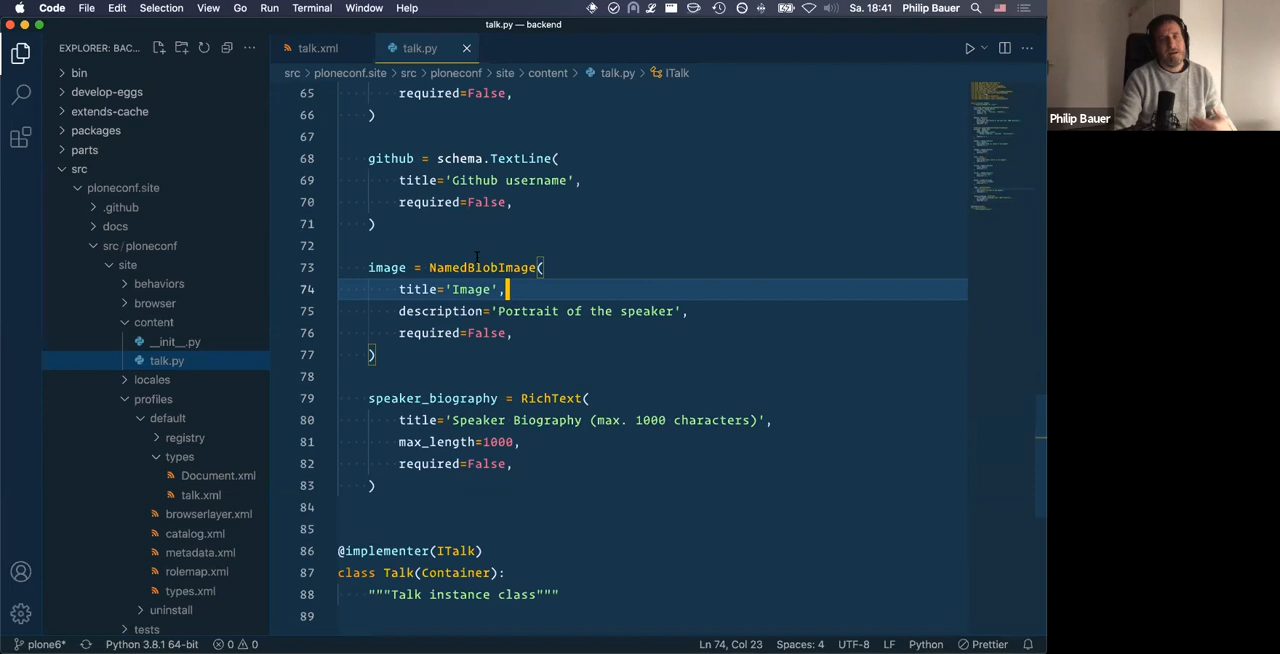 Code File Edit Selection View Go Run Terminal Window Help Sa. 18:41 Philip Bauer
talk.py — backend
EXPLORER: BAC...
talk.xml talk.py
src > ploneconf.site > src > ploneconf > site > content > talk.py > ITalk
bin
develop-eggs
extends-cache
packages
parts
src
ploneconf.site
.github
docs
src/ploneconf
site
behaviors
browser
content
__init__.py
talk.py
locales
profiles
default
registry
types
Document.xml
talk.xml
browserlayer.xml
catalog.xml
metadata.xml
rolemap.xml
types.xml
uninstall
tests
65 required=False,
66 )
67
68 github = schema.TextLine(
69 title='Github username',
70 required=False,
71 )
72
73 image = NamedBlobImage(
74 title='Image',
75 description='Portrait of the speaker',
76 required=False,
77 )
78
79 speaker_biography = RichText(
80 title='Speaker Biography (max. 1000 characters)',
81 max_length=1000,
82 required=False,
83 )
84
85
86 @implementer(ITalk)
87 class Talk(Container):
88 """Talk instance class"""
89
Philip Bauer
plone6* Python 3.8.1 64-bit 0 0 Ln 74, Col 23 Spaces: 4 UTF-8 LF Python Prettier